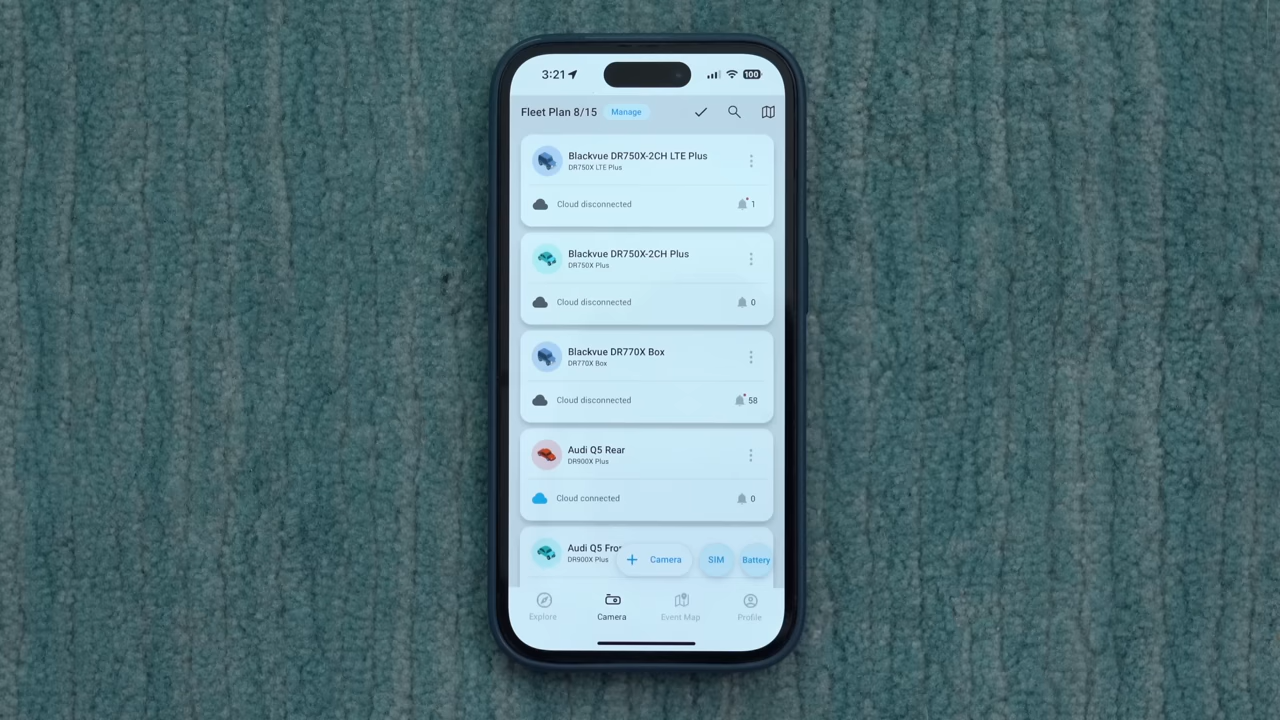 3:21
100
Fleet Plan 8/15 Manage
Blackvue DR750X-2CH LTE Plus
DR750X LTE Plus
Cloud disconnected 1
Blackvue DR750X-2CH Plus
DR750X Plus
Cloud disconnected 0
Blackvue DR770X Box
DR770X Box
Cloud disconnected 58
Audi Q5 Rear
DR900X Plus
Cloud connected 0
Audi Q5 Fro
DR900X Plus
+ Camera SIM Battery
Explore Camera Event Map Profile